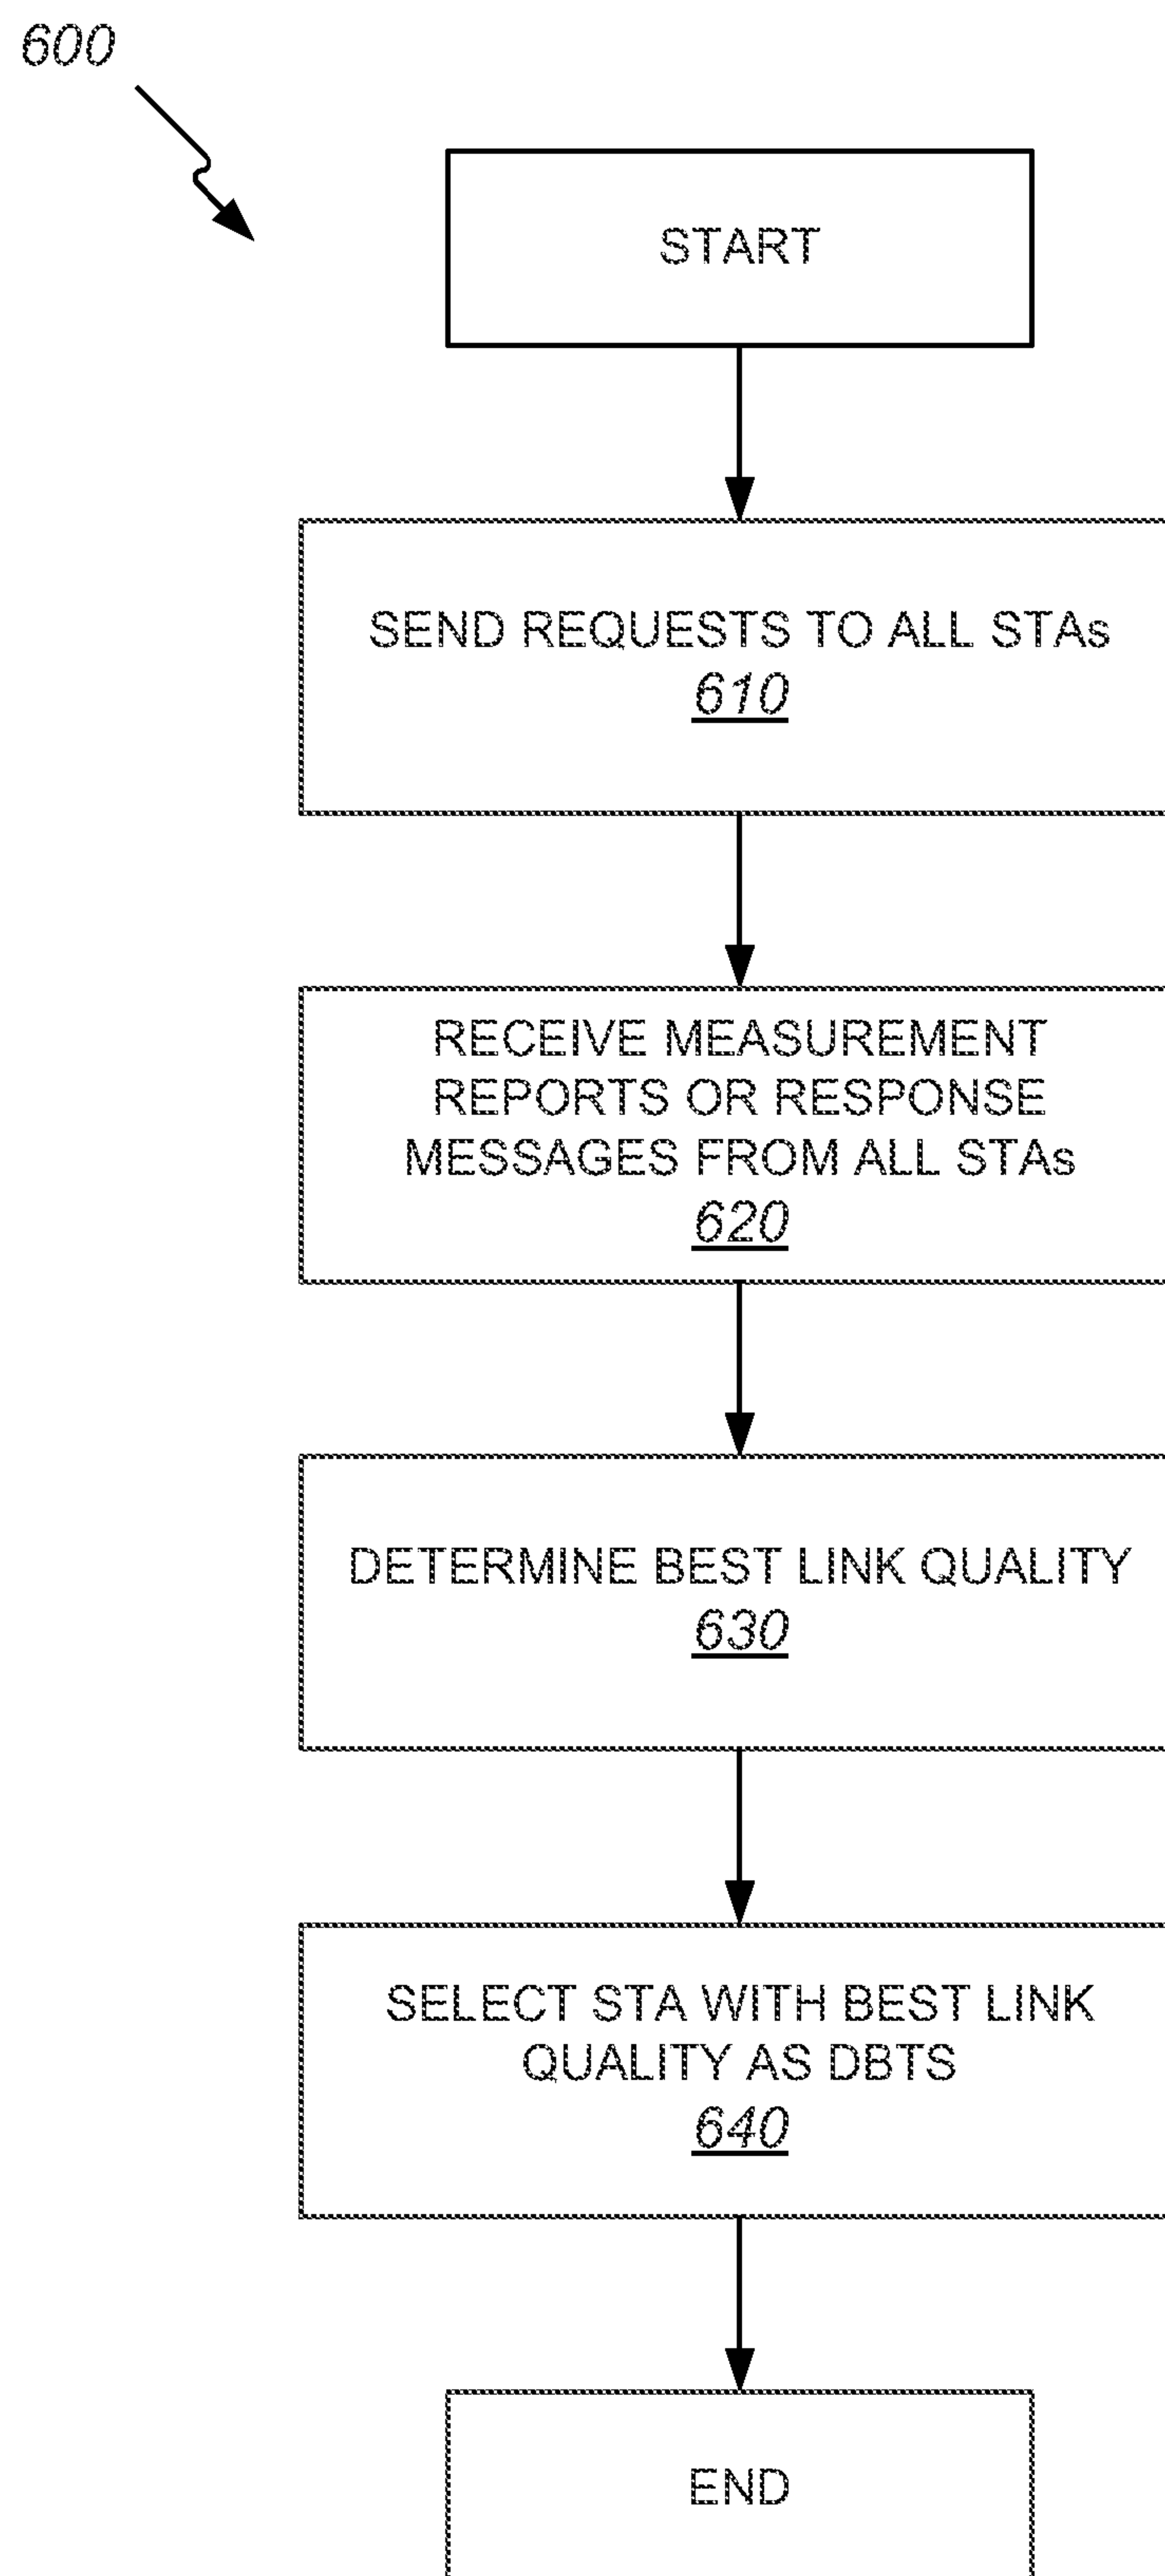 600
START
SEND REQUESTS TO ALL STAs
610
RECEIVE MEASUREMENT
REPORTS OR RESPONSE
MESSAGES FROM ALL STAs
620
DETERMINE BEST LINK QUALITY
630
SELECT STA WITH BEST LINK
QUALITY AS DBTS
640
END